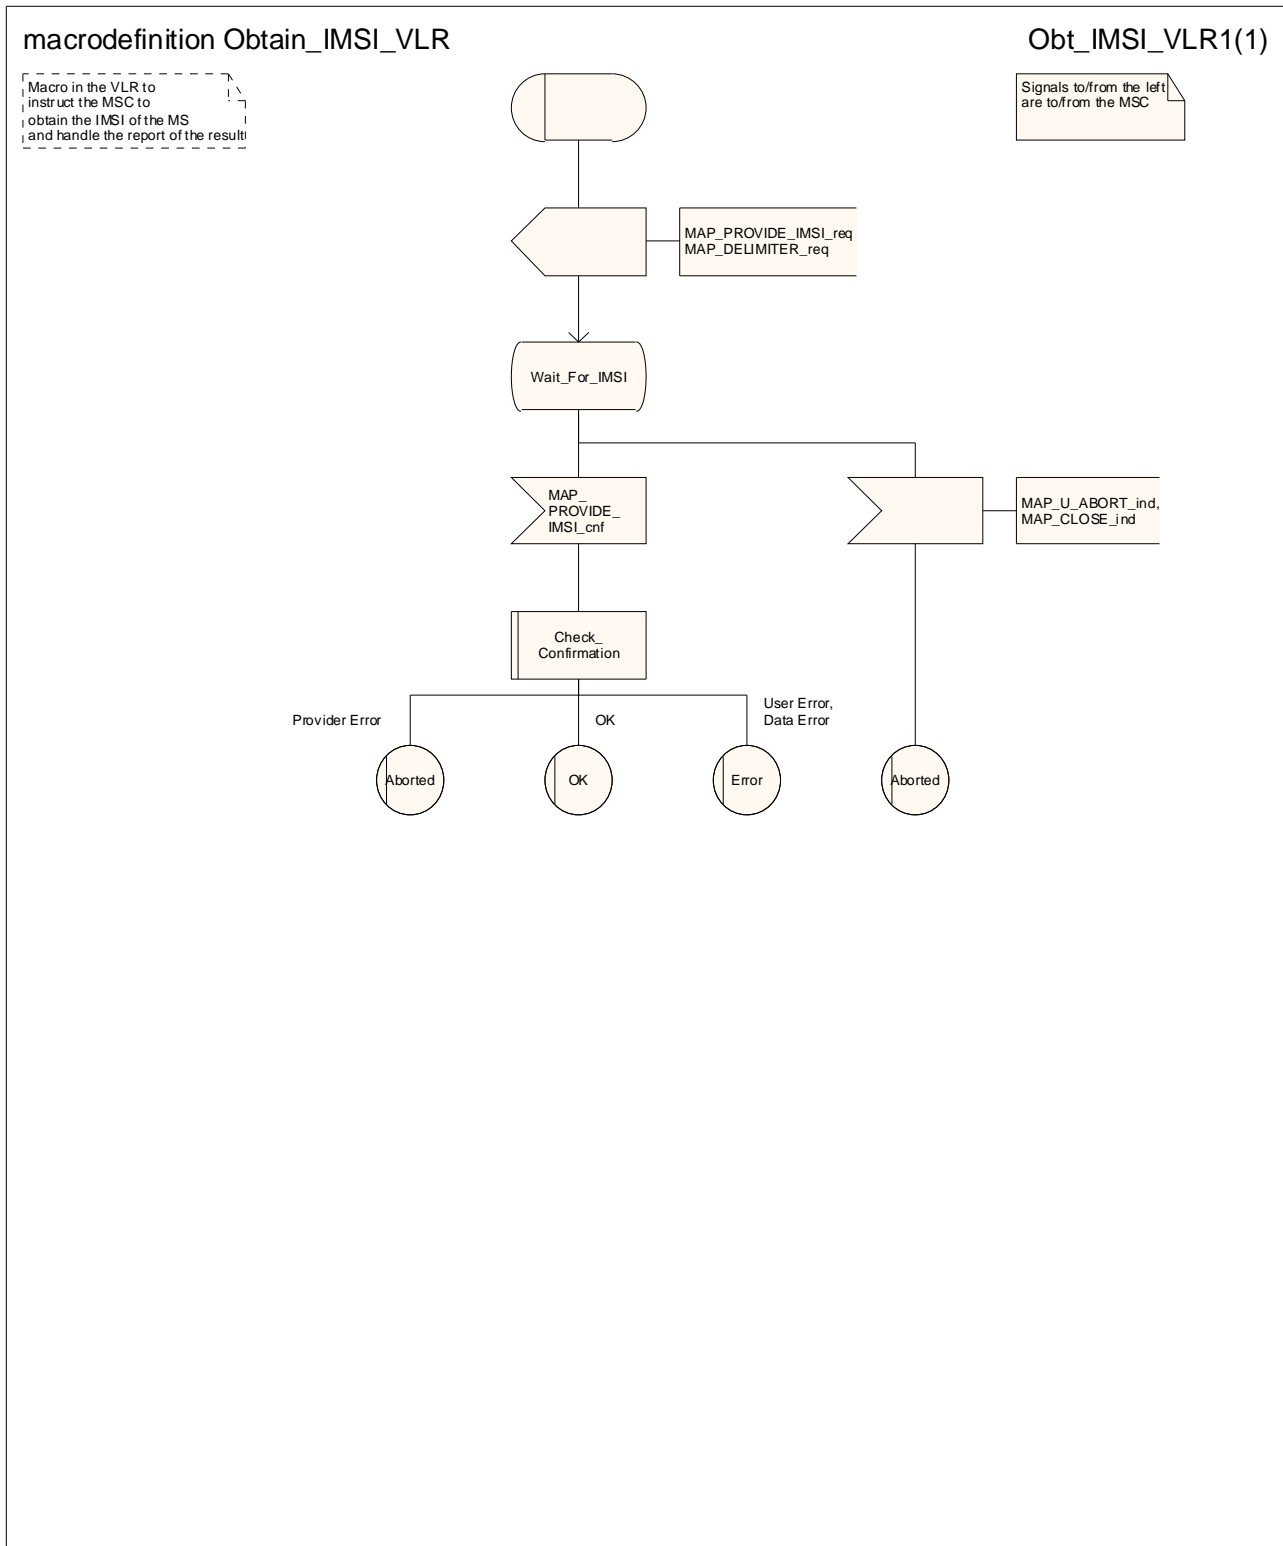 macrodefinition Obtain_IMSI_VLR
Obt_IMSI_VLR1(1)
Macro in the VLR to
instruct the MSC to
obtain the IMSI of the MS
and handle the report of the result
Signals to/from the left
are to/from the MSC
MAP_PROVIDE_IMSI_req
MAP_DELIMITER_req
Wait_For_IMSI
MAP_
PROVIDE_
IMSI_cnf
MAP_U_ABORT_ind,
MAP_CLOSE_ind
Check_
Confirmation
Provider Error
OK
User Error,
Data Error
Aborted
OK
Error
Aborted